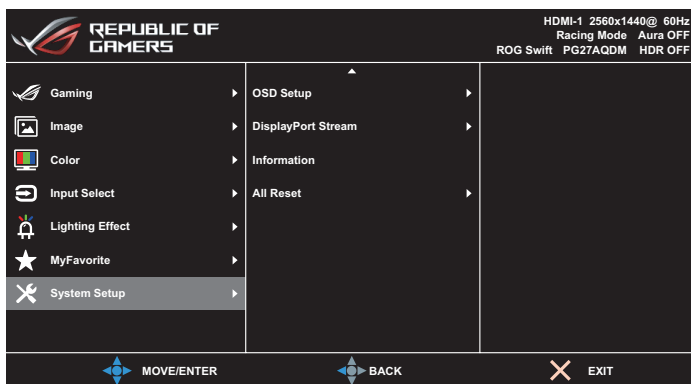 REPUBLIC OF
GAMERS
HDMI-1 2560x1440@ 60Hz
Racing Mode Aura OFF
ROG Swift PG27AQDM HDR OFF
Gaming
Image
Color
Input Select
Lighting Effect
MyFavorite
System Setup
OSD Setup
DisplayPort Stream
Information
All Reset
MOVE/ENTER
BACK
EXIT